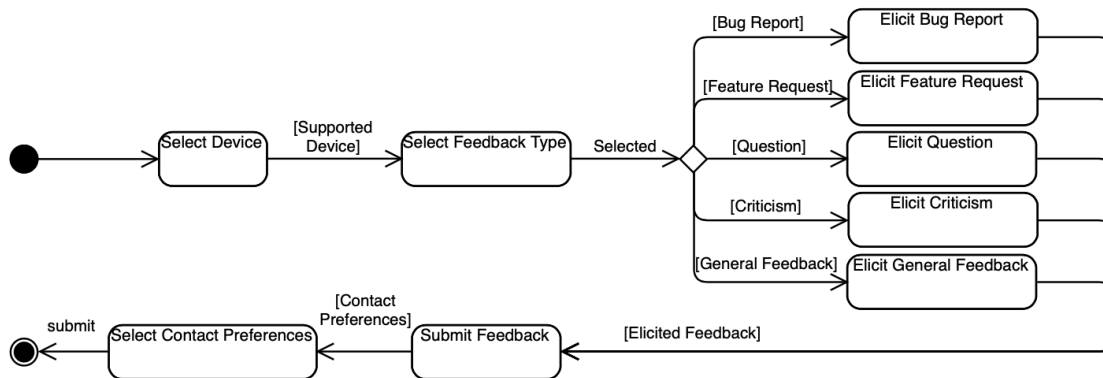 [Bug Report]
Elicit Bug Report
[Feature Request]
Elicit Feature Request
Select Device
[Supported
Device]
Select Feedback Type
Selected
[Question]
Elicit Question
[Criticism]
Elicit Criticism
[General Feedback]
Elicit General Feedback
submit
Select Contact Preferences
[Contact
Preferences]
Submit Feedback
[Elicited Feedback]